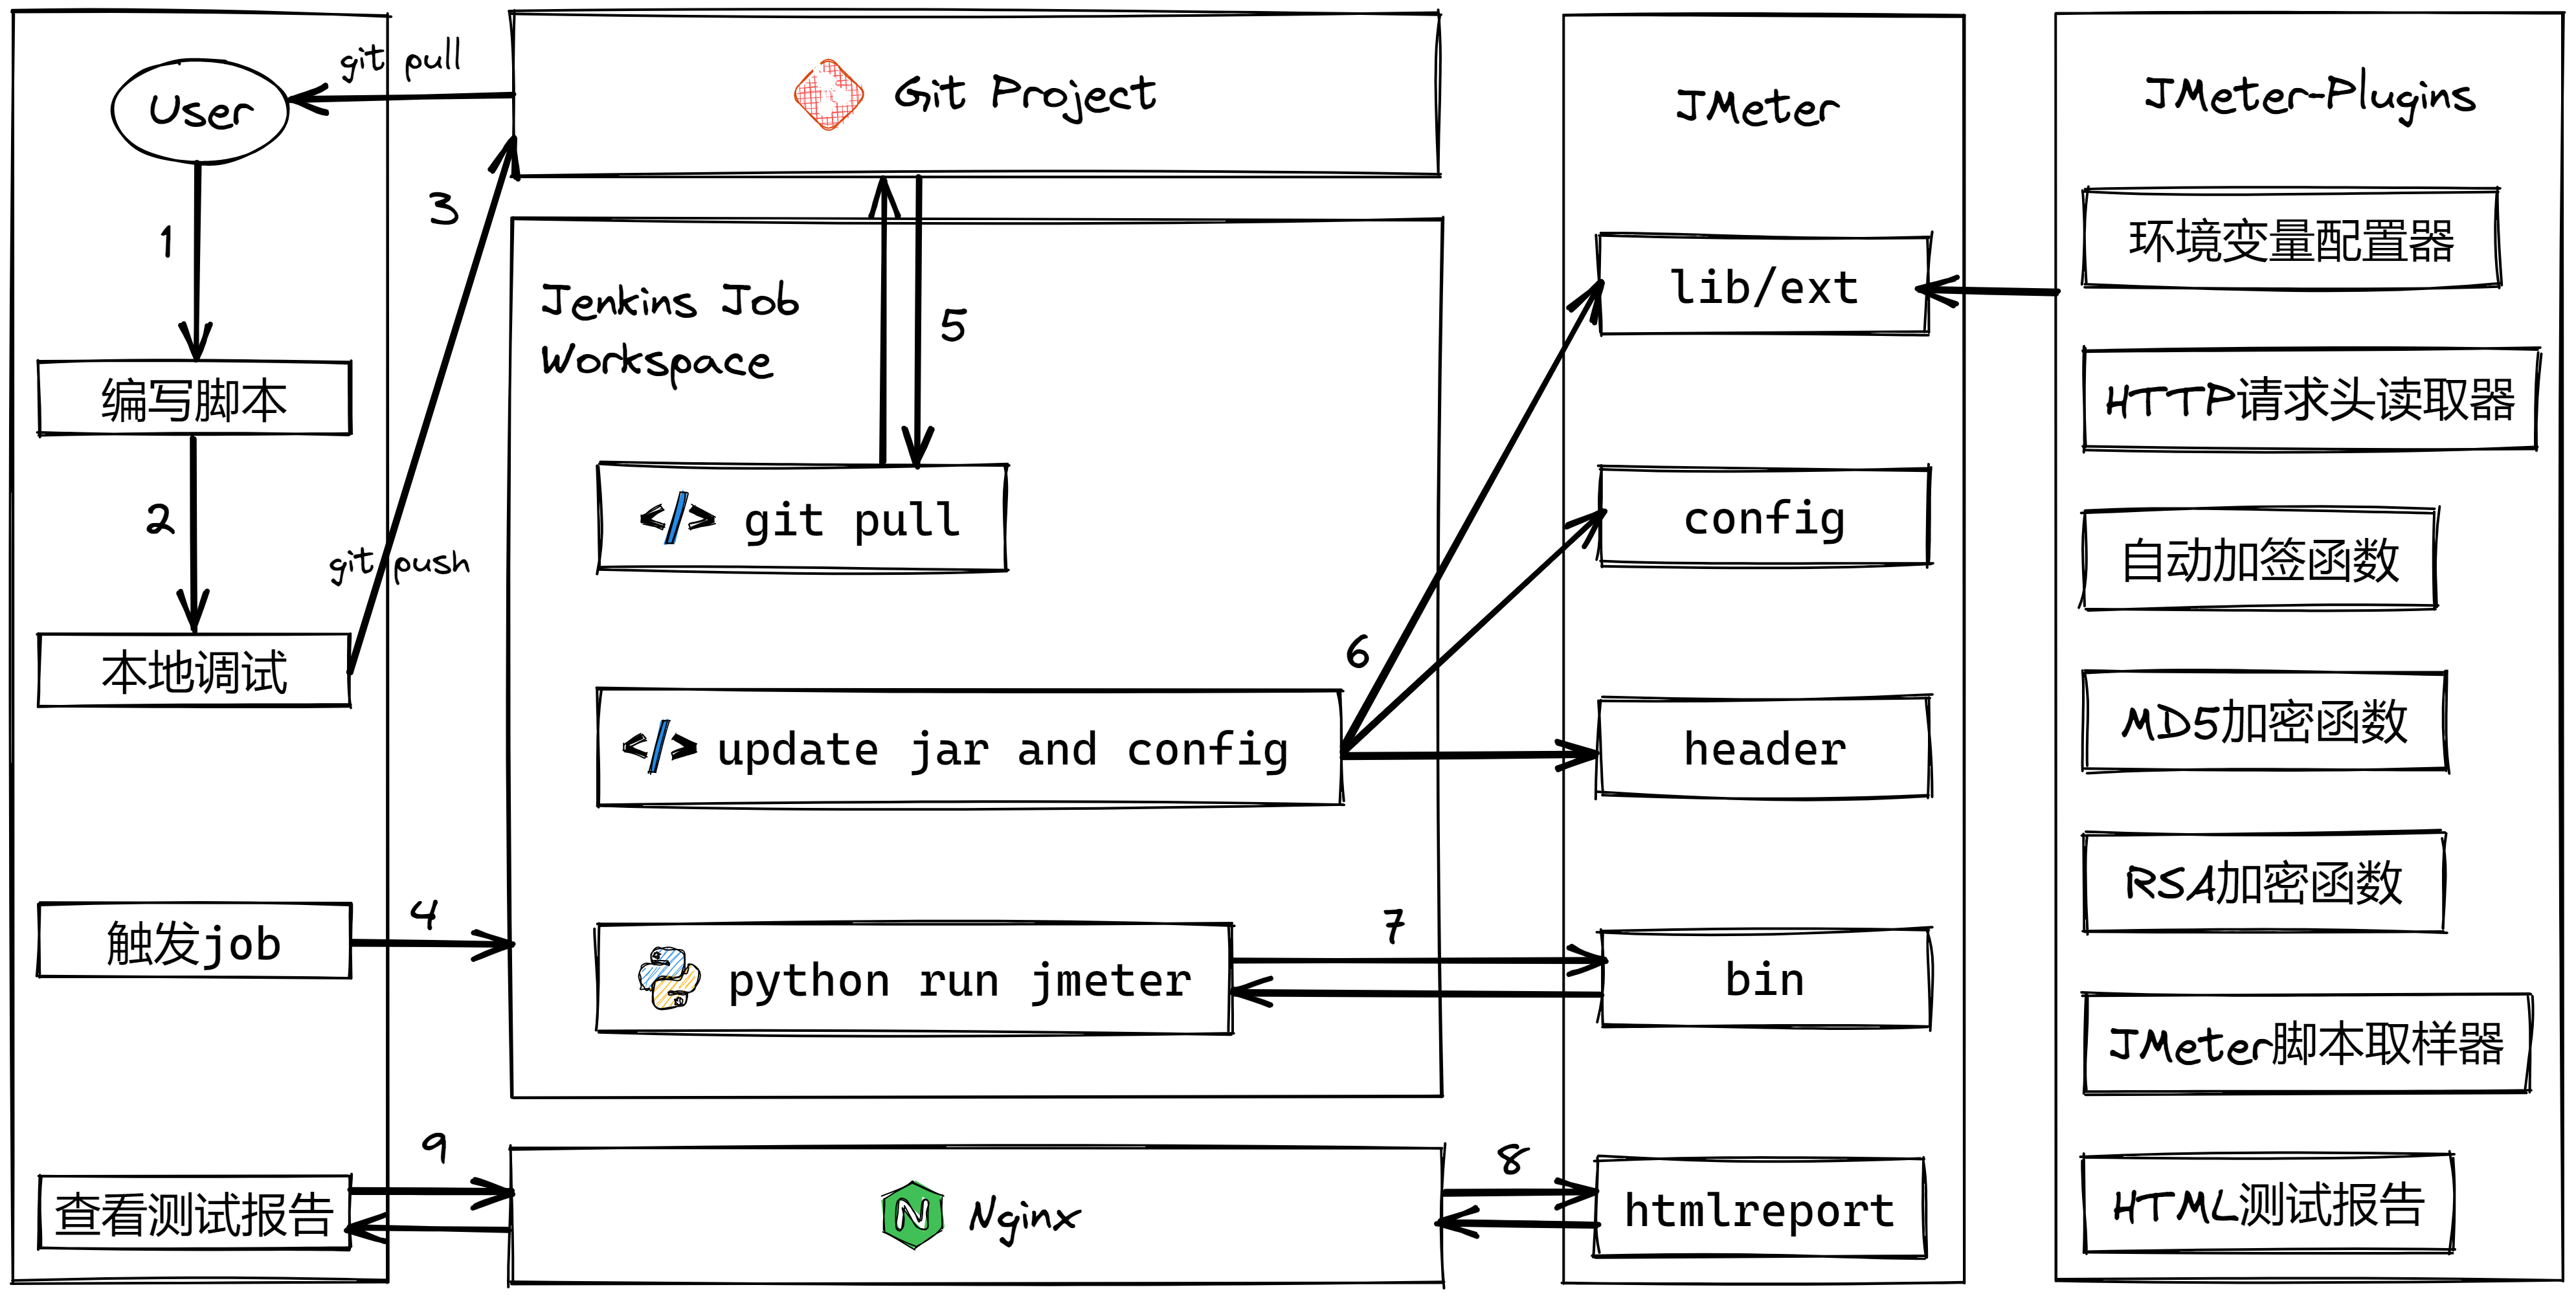 User
git pull
1
编写脚本
2
本地调试
git push
3
触发job
4
查看测试报告
9
Git Project
Jenkins Job
Workspace
5
</> git pull
</> update jar and config
6
python run jmeter
7
N Nginx
8
JMeter
lib/ext
config
header
bin
htmlreport
JMeter-Plugins
环境变量配置器
HTTP请求头读取器
自动加签函数
MD5加密函数
RSA加密函数
JMeter脚本取样器
HTML测试报告